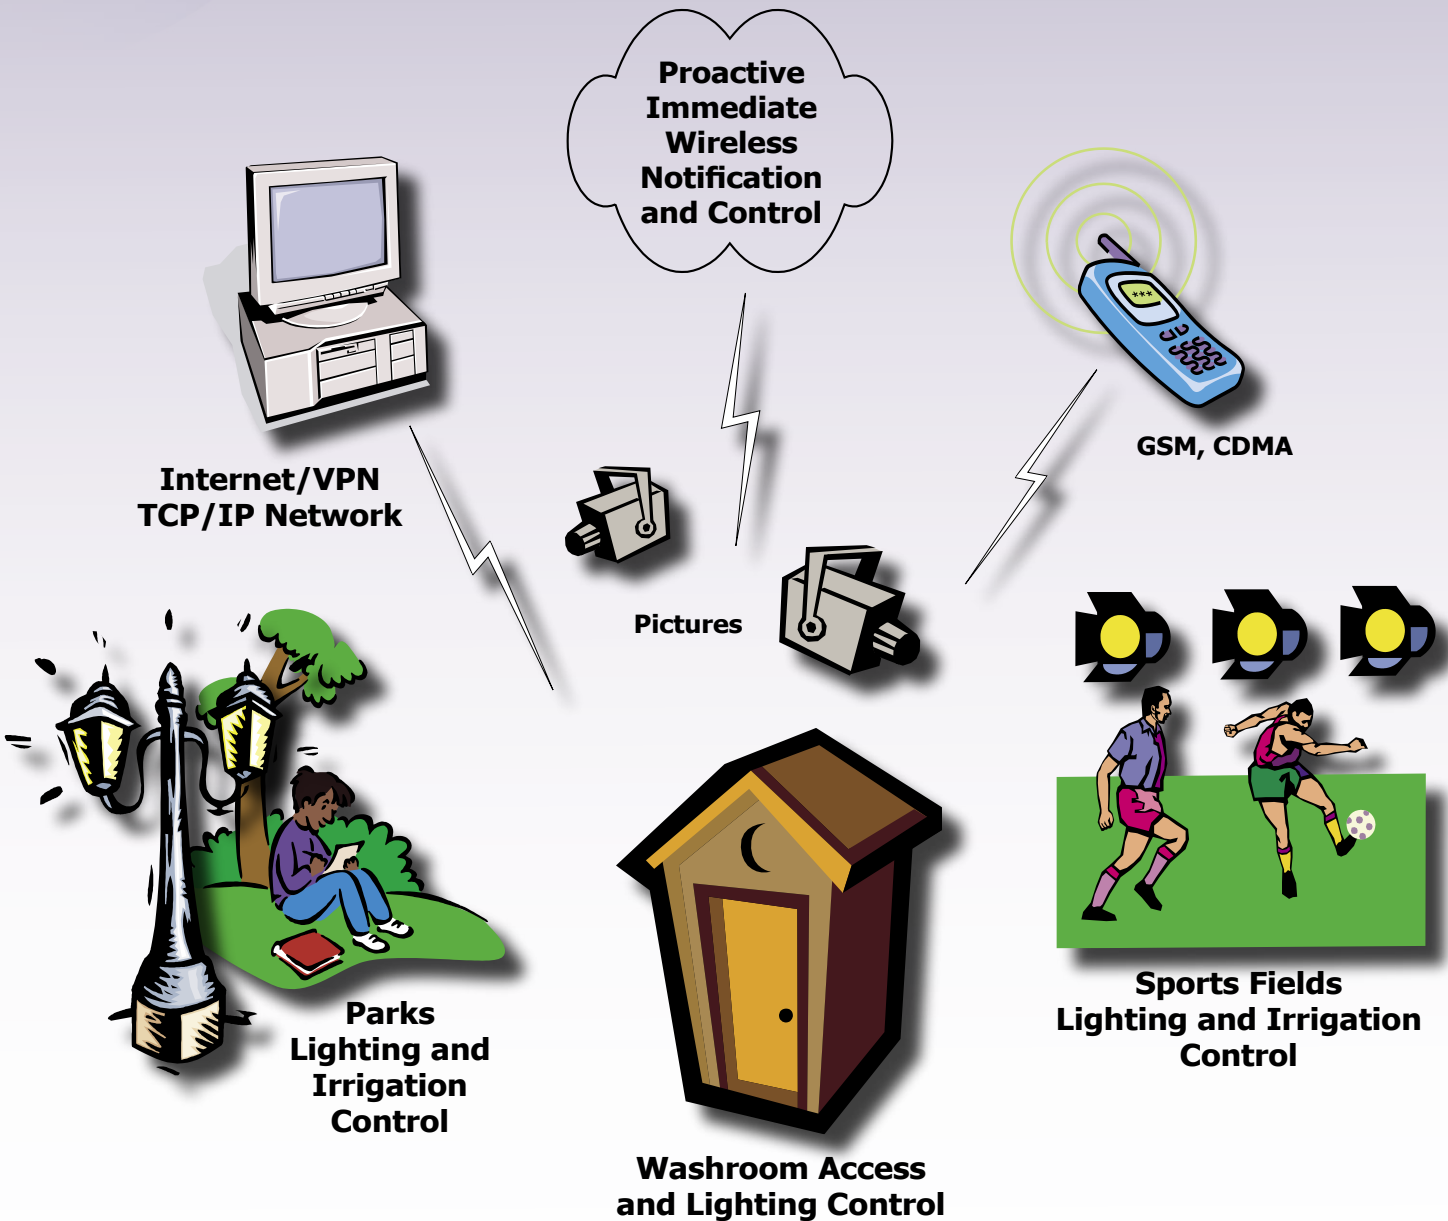 Proactive
Immediate
Wireless
Notification
and Control
***
GSM, CDMA
Internet/VPN
TCP/IP Network
Pictures
Parks
Lighting and
Irrigation
Control
Sports Fields
Lighting and Irrigation
Control
Washroom Access
and Lighting Control